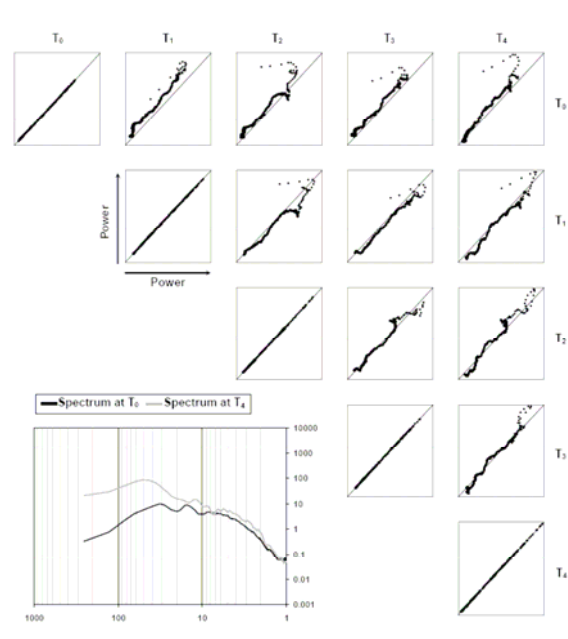 T₀ T₁ T₂ T₃ T₄
T₀
T₁
Power
Power
T₂
Spectrum at T₀ Spectrum at T₄
T₃
10000
1000
100
10
1
0.1
0.01
0.001
1000 100 10 1
T₄